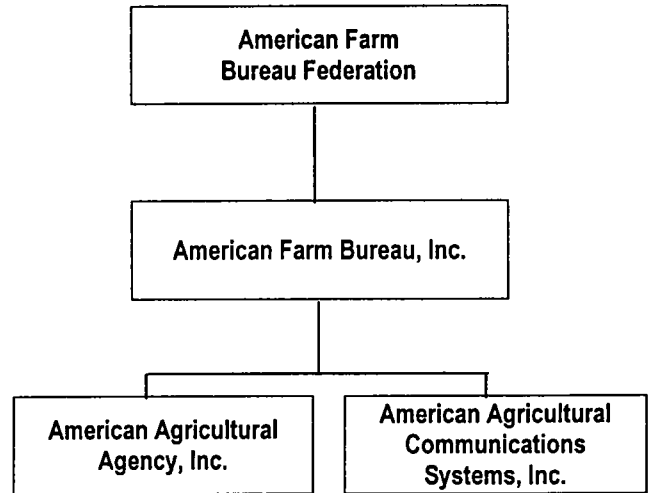 American Farm
Bureau Federation
American Farm Bureau, Inc.
American Agricultural
Agency, Inc.
American Agricultural
Communications
Systems, Inc.